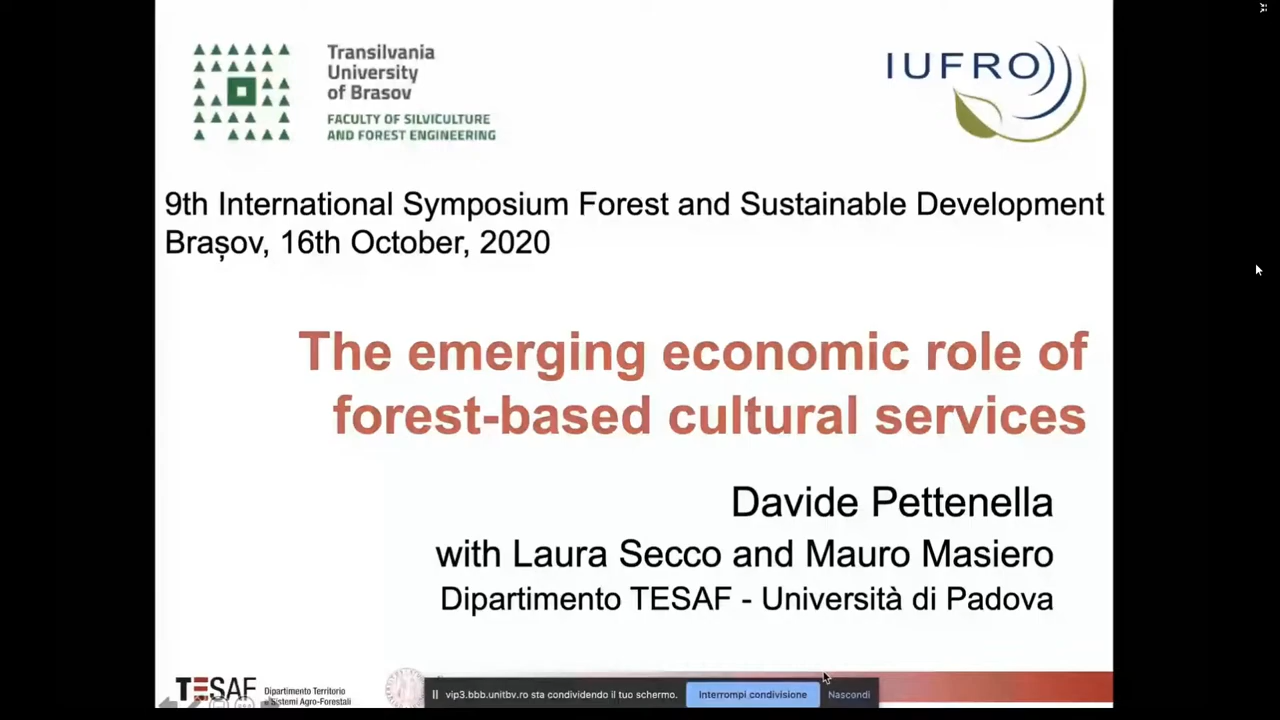 Transilvania
University
of Brasov
FACULTY OF SILVICULTURE
AND FOREST ENGINEERING
IUFRO
9th International Symposium Forest and Sustainable Development
Brașov, 16th October, 2020
The emerging economic role of
forest-based cultural services
Davide Pettenella
with Laura Secco and Mauro Masiero
Dipartimento TESAF - Università di Padova
TESAF
Dipartimento Territorio
e Sistemi Agro-Forestali
vip3.bbb.unitbv.ro sta condividendo il tuo schermo.
Interrompi condivisione
Nascondi